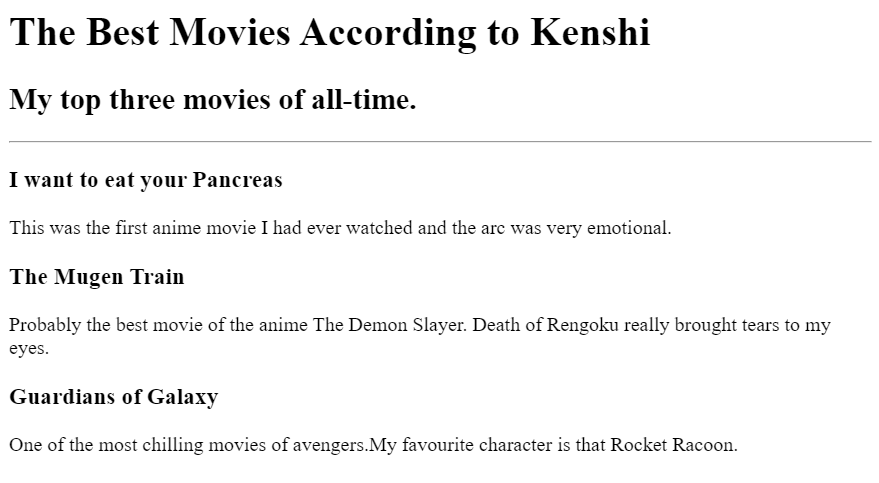 The Best Movies According to Kenshi
My top three movies of all-time.
I want to eat your Pancreas
This was the first anime movie I had ever watched and the arc was very emotional.
The Mugen Train
Probably the best movie of the anime The Demon Slayer. Death of Rengoku really brought tears to my
eyes.
Guardians of Galaxy
One of the most chilling movies of avengers.My favourite character is that Rocket Racoon.